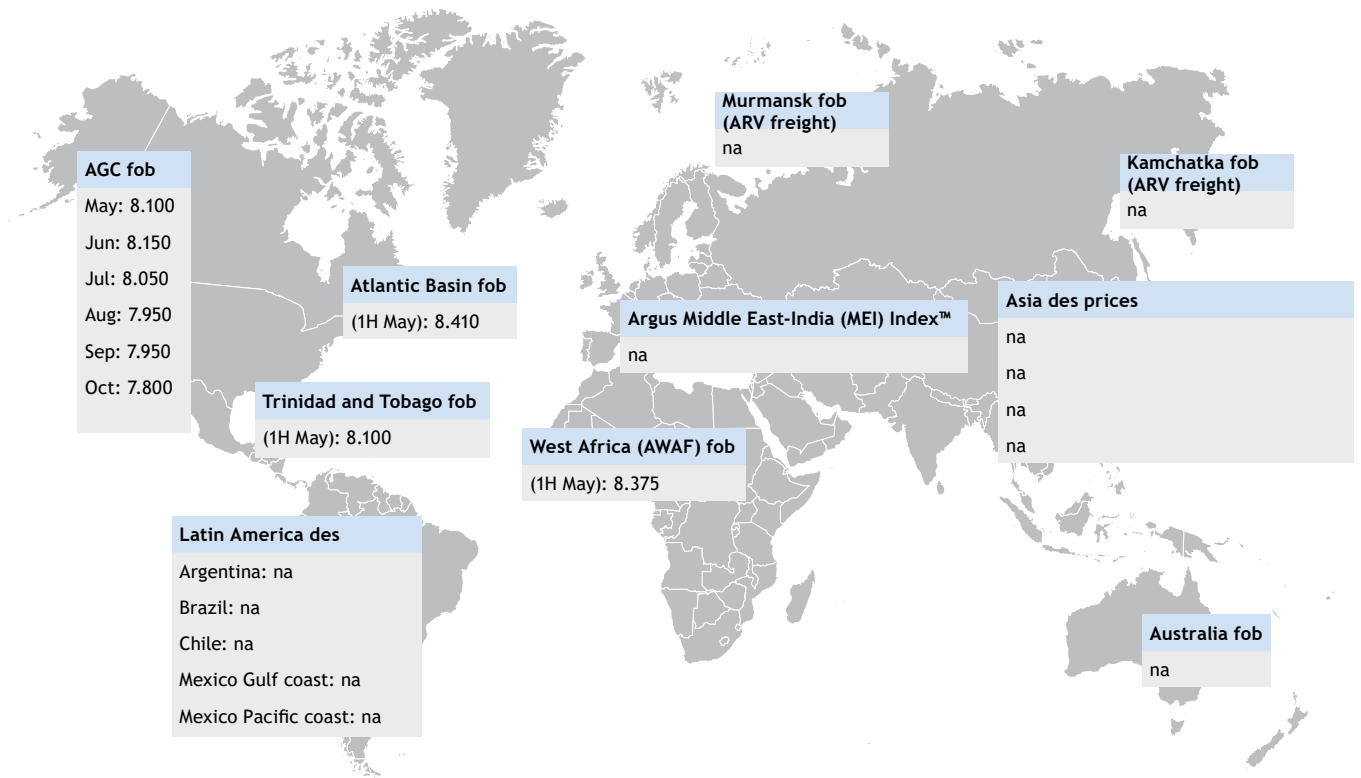 Murmansk fob
(ARV freight)
na
Kamchatka fob
(ARV freight)
na
AGC fob
May: 8.100
Jun: 8.150
Jul: 8.050
Aug: 7.950
Sep: 7.950
Oct: 7.800
Atlantic Basin fob
(1H May): 8.410
Argus Middle East-India (MEI) Index™
na
Asia des prices
na
na
na
na
Trinidad and Tobago fob
(1H May): 8.100
West Africa (AWAF) fob
(1H May): 8.375
Latin America des
Argentina: na
Brazil: na
Chile: na
Mexico Gulf coast: na
Mexico Pacific coast: na
Australia fob
na